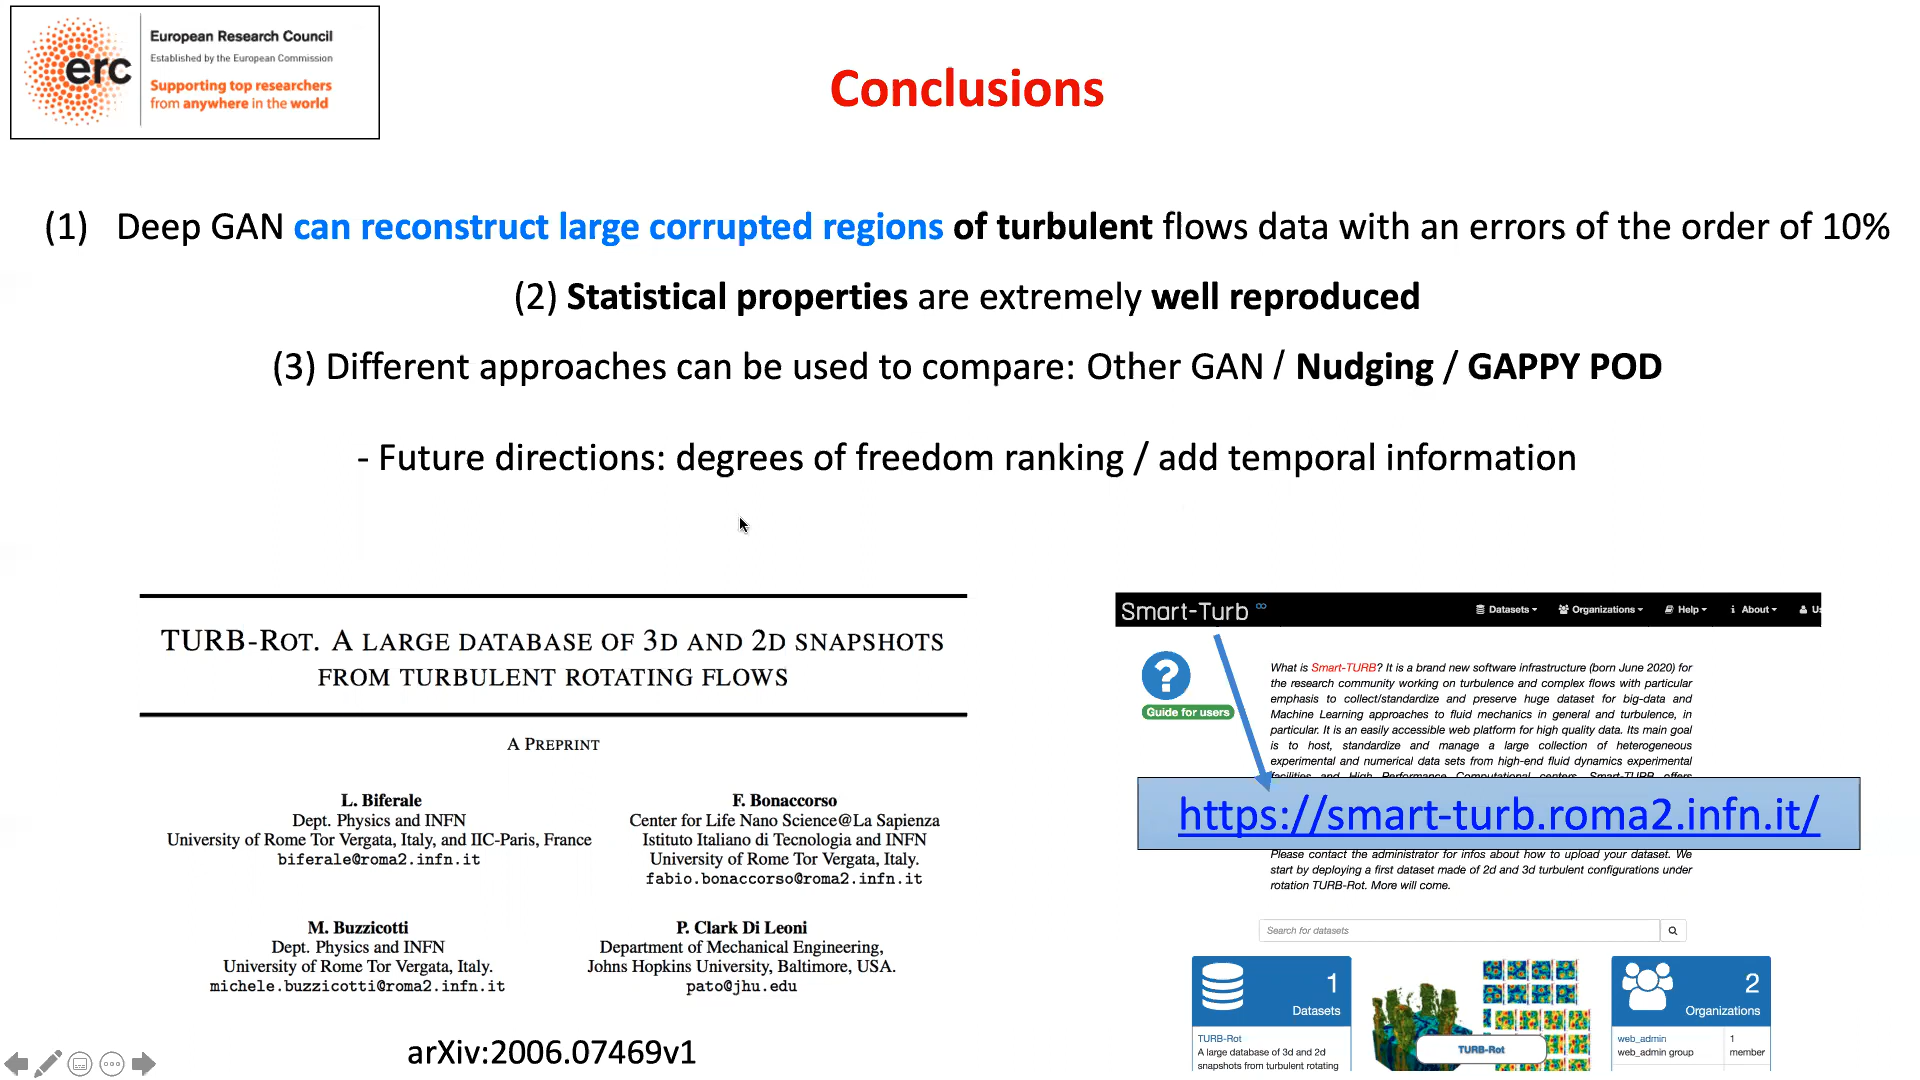 European Research Council
Established by the European Commission
erc
Supporting top researchers
from anywhere in the world
Conclusions
(1) Deep GAN can reconstruct large corrupted regions of turbulent flows data with an errors of the order of 10%
(2) Statistical properties are extremely well reproduced
(3) Different approaches can be used to compare: Other GAN / Nudging / GAPPY POD
- Future directions: degrees of freedom ranking / add temporal information
TURB-ROT. A LARGE DATABASE OF 3D AND 2D SNAPSHOTS
FROM TURBULENT ROTATING FLOWS
A PREPRINT
L. Biferale
Dept. Physics and INFN
University of Rome Tor Vergata, Italy, and IIC-Paris, France
biferale@roma2.infn.it
F. Bonaccorso
Center for Life Nano Science@La Sapienza
Istituto Italiano di Tecnologia and INFN
University of Rome Tor Vergata, Italy.
fabio.bonaccorso@roma2.infn.it
M. Buzzicotti
Dept. Physics and INFN
University of Rome Tor Vergata, Italy.
michele.buzzicotti@roma2.infn.it
P. Clark Di Leoni
Department of Mechanical Engineering,
Johns Hopkins University, Baltimore, USA.
pato@jhu.edu
arXiv:2006.07469v1
Smart-Turb ∞
Datasets Organizations Help About Us
Guide for users
What is Smart-TURB? It is a brand new software infrastructure (born June 2020) for
the research community working on turbulence and complex flows with particular
emphasis to collect/standardize and preserve huge dataset for big-data and
Machine Learning approaches to fluid mechanics in general and turbulence, in
particular. It is an easily accessible web platform for high quality data. Its main goal
is to host, standardize and manage a large collection of heterogeneous
experimental and numerical data sets from high-end fluid dynamics experimental
facilities and High Performance Computational centers. Smart-TURB offers
https://smart-turb.roma2.infn.it/
Please contact the administrator for infos about how to upload your dataset. We
start by deploying a first dataset made of 2d and 3d turbulent configurations under
rotation TURB-Rot. More will come.
Search for datasets
1
Datasets
TURB-Rot
A large database of 3d and 2d
snapshots from turbulent rotating
TURB-Rot
2
Organizations
web_admin 1
web_admin group member